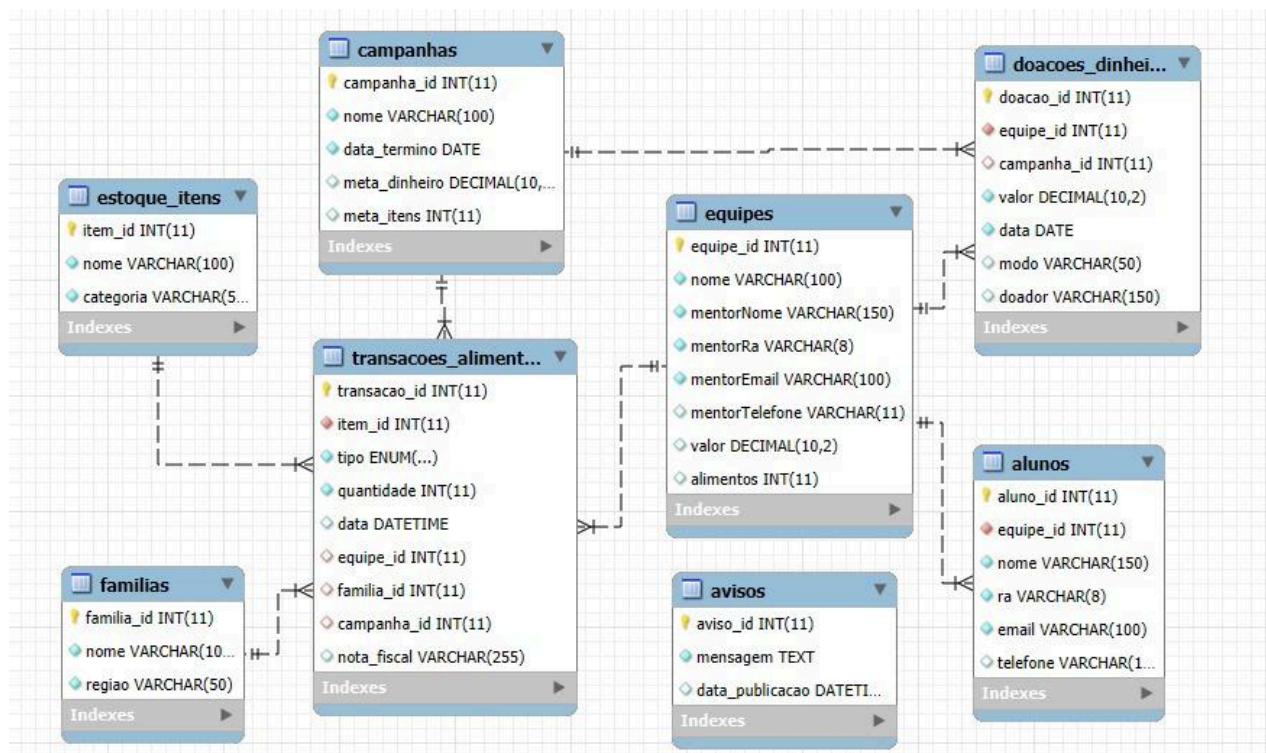 campanhas
campanha_id INT(11)
nome VARCHAR(100)
data_termino DATE
meta_dinheiro DECIMAL(10,...
meta_itens INT(11)
Indexes
doacoes_dinhei...
doacao_id INT(11)
equipe_id INT(11)
campanha_id INT(11)
valor DECIMAL(10,2)
data DATE
modo VARCHAR(50)
doador VARCHAR(150)
Indexes
estoque_itens
item_id INT(11)
nome VARCHAR(100)
categoria VARCHAR(5...
Indexes
equipes
equipe_id INT(11)
nome VARCHAR(100)
mentorNome VARCHAR(150)
mentorRa VARCHAR(8)
mentorEmail VARCHAR(100)
mentorTelefone VARCHAR(11)
valor DECIMAL(10,2)
alimentos INT(11)
Indexes
transacoes_aliment...
transacao_id INT(11)
item_id INT(11)
tipo ENUM(...)
quantidade INT(11)
data DATETIME
equipe_id INT(11)
familia_id INT(11)
campanha_id INT(11)
nota_fiscal VARCHAR(255)
Indexes
alunos
aluno_id INT(11)
equipe_id INT(11)
nome VARCHAR(150)
ra VARCHAR(8)
email VARCHAR(100)
telefone VARCHAR(1...
Indexes
familias
familia_id INT(11)
nome VARCHAR(10...
regiao VARCHAR(50)
Indexes
avisos
aviso_id INT(11)
mensagem TEXT
data_publicacao DATETI...
Indexes